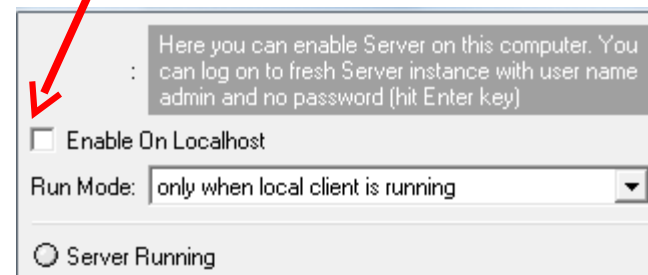 Here you can enable Server on this computer. You
: can log on to fresh Server instance with user name
admin and no password (hit Enter key)
Enable On Localhost
Run Mode: only when local client is running
Server Running